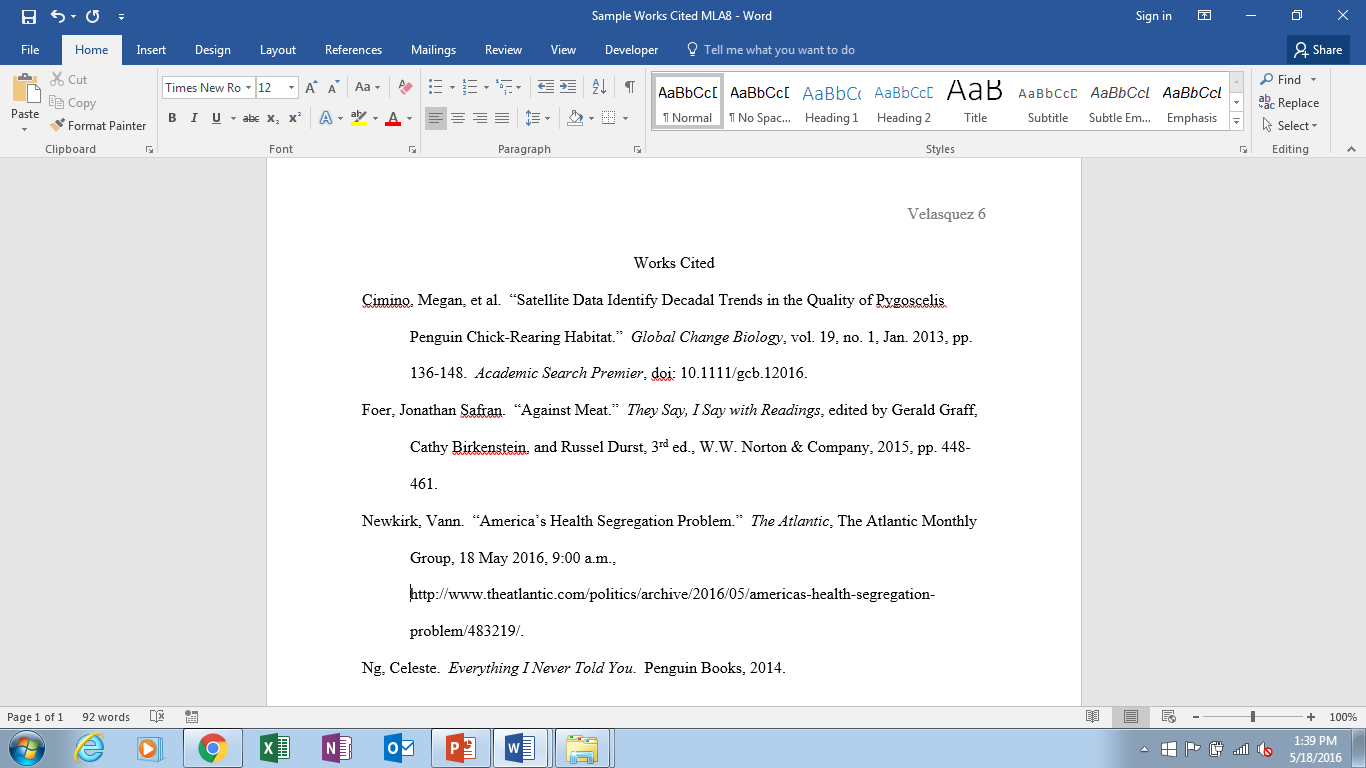 Sample Works Cited MLA8 - Word
Sign in
File Home Insert Design Layout References Mailings Review View Developer Tell me what you want to do Share
Paste
Cut
Copy
Format Painter
Clipboard
Times New Ro 12 Aa
B I U abc x₂ x² A ab A
Font
Paragraph
AaBbCcD AaBbCcD AaBbCc AaBbCcD AaB AaBbCcD AaBbCcL AaBbCcL
¶ Normal ¶ No Spac... Heading 1 Heading 2 Title Subtitle Subtle Em... Emphasis
Styles
Find
Replace
Select
Editing
Velasquez 6
Works Cited
Cimino, Megan, et al.  “Satellite Data Identify Decadal Trends in the Quality of Pygoscelis
Penguin Chick-Rearing Habitat.”  Global Change Biology, vol. 19, no. 1, Jan. 2013, pp.
136-148.  Academic Search Premier, doi: 10.1111/gcb.12016.
Foer, Jonathan Safran.  “Against Meat.”  They Say, I Say with Readings, edited by Gerald Graff,
Cathy Birkenstein, and Russel Durst, 3rd ed., W.W. Norton & Company, 2015, pp. 448-
461.
Newkirk, Vann.  “America’s Health Segregation Problem.”  The Atlantic, The Atlantic Monthly
Group, 18 May 2016, 9:00 a.m.,
http://www.theatlantic.com/politics/archive/2016/05/americas-health-segregation-
problem/483219/.
Ng, Celeste.  Everything I Never Told You.  Penguin Books, 2014.
Page 1 of 1 92 words
100%
1:39 PM
5/18/2016